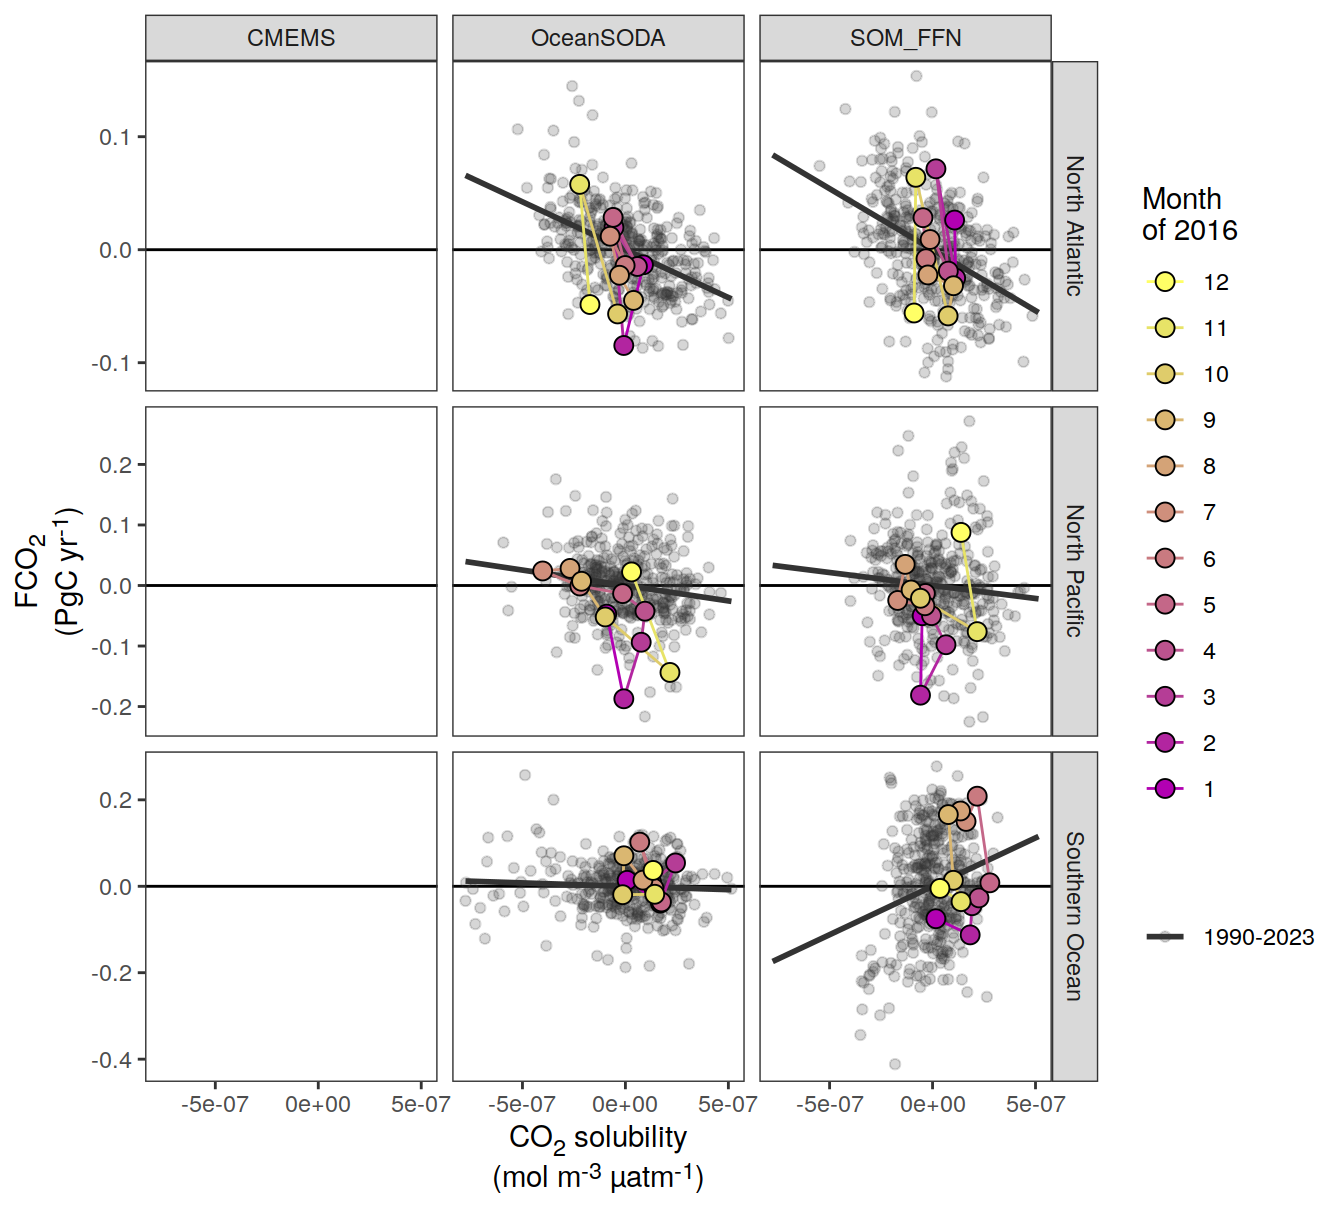 CMEMS OceanSODA SOM_FFN
0.1
0.0
-0.1
North Atlantic
0.2
0.1
0.0
-0.1
-0.2
North Pacific
0.2
0.0
-0.2
-0.4
Southern Ocean
-5e-07 0e+00 5e-07 -5e-07 0e+00 5e-07 -5e-07 0e+00 5e-07
FCO₂
(PgC yr⁻¹)
CO₂ solubility
(mol m⁻³ µatm⁻¹)
Month
of 2016
12
11
10
9
8
7
6
5
4
3
2
1
1990-2023